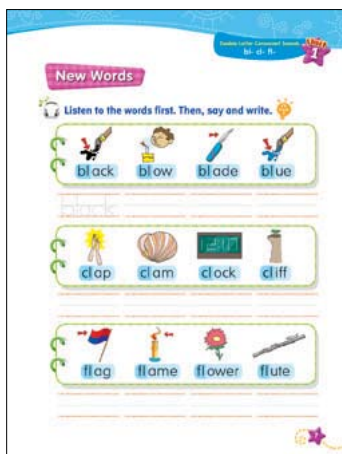 Double Letter Consonant Sounds
bl- cl- fl-
Unit
1
New Words
Listen to the words first. Then, say and write.
black blow blade blue
black
clap clam clock cliff
flag flame flower flute